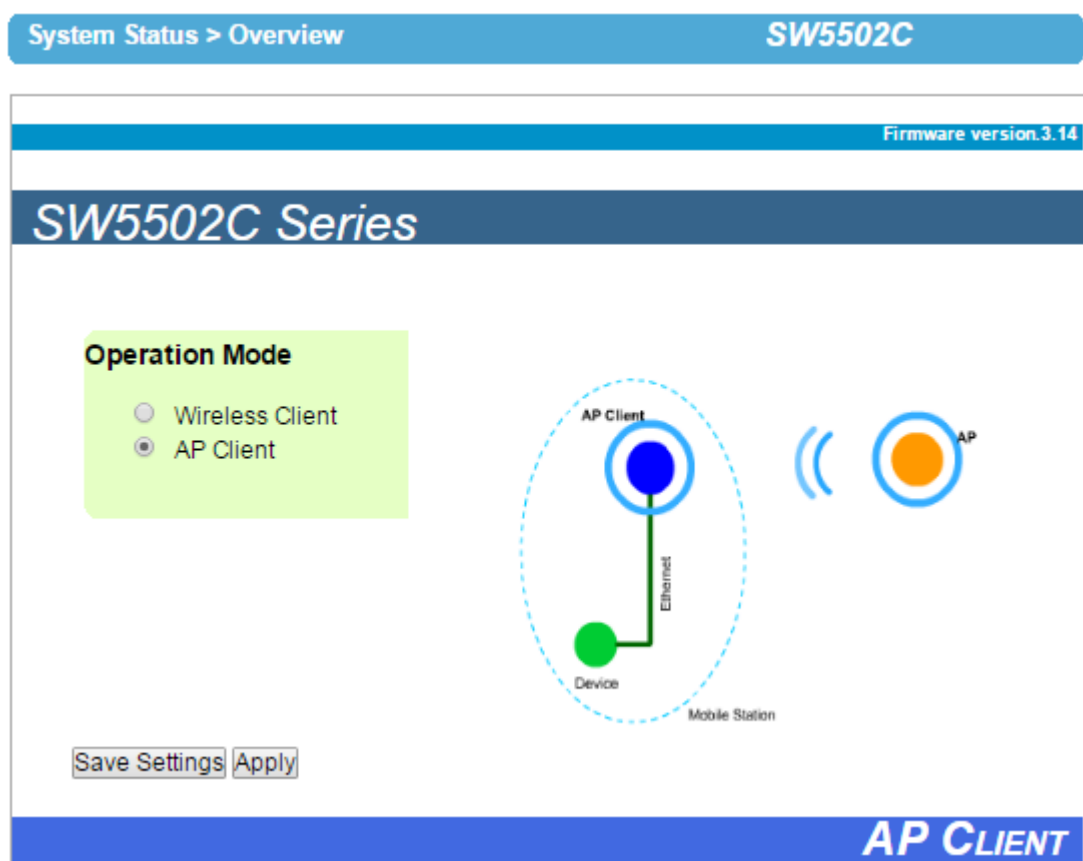 System Status > Overview SW5502C
Firmware version.3.14
SW5502C Series
Operation Mode
Wireless Client
AP Client
AP Client
AP
Ethernet
Device
Mobile Station
Save Settings Apply
AP CLIENT